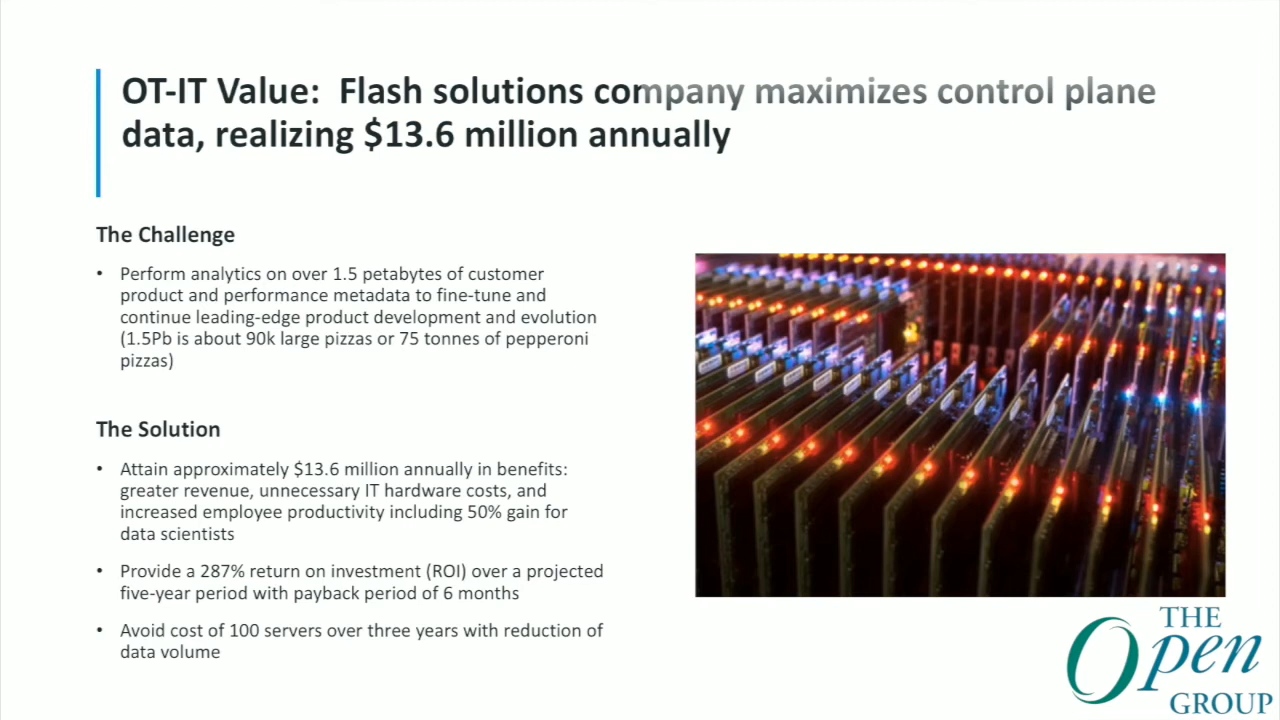 OT-IT Value:  Flash solutions company maximizes control plane
data, realizing $13.6 million annually
The Challenge
• Perform analytics on over 1.5 petabytes of customer
product and performance metadata to fine-tune and
continue leading-edge product development and evolution
(1.5Pb is about 90k large pizzas or 75 tonnes of pepperoni
pizzas)
The Solution
• Attain approximately $13.6 million annually in benefits:
greater revenue, unnecessary IT hardware costs, and
increased employee productivity including 50% gain for
data scientists
• Provide a 287% return on investment (ROI) over a projected
five-year period with payback period of 6 months
• Avoid cost of 100 servers over three years with reduction of
data volume
THE
Open
GROUP